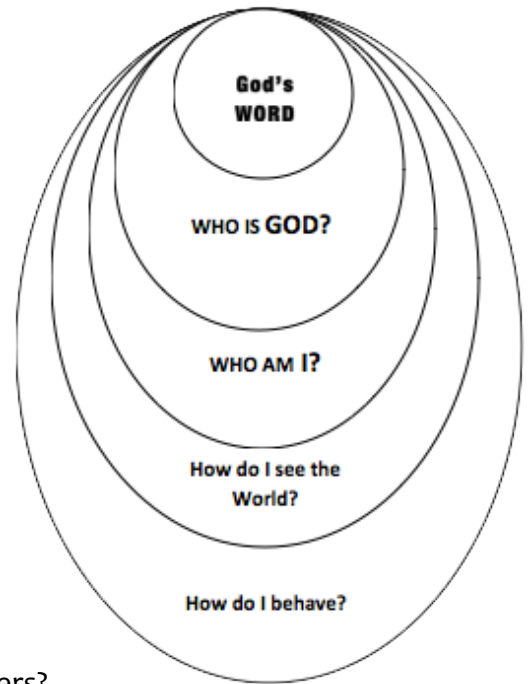 God's
WORD
WHO IS GOD?
WHO AM I?
How do I see the
World?
How do I behave?